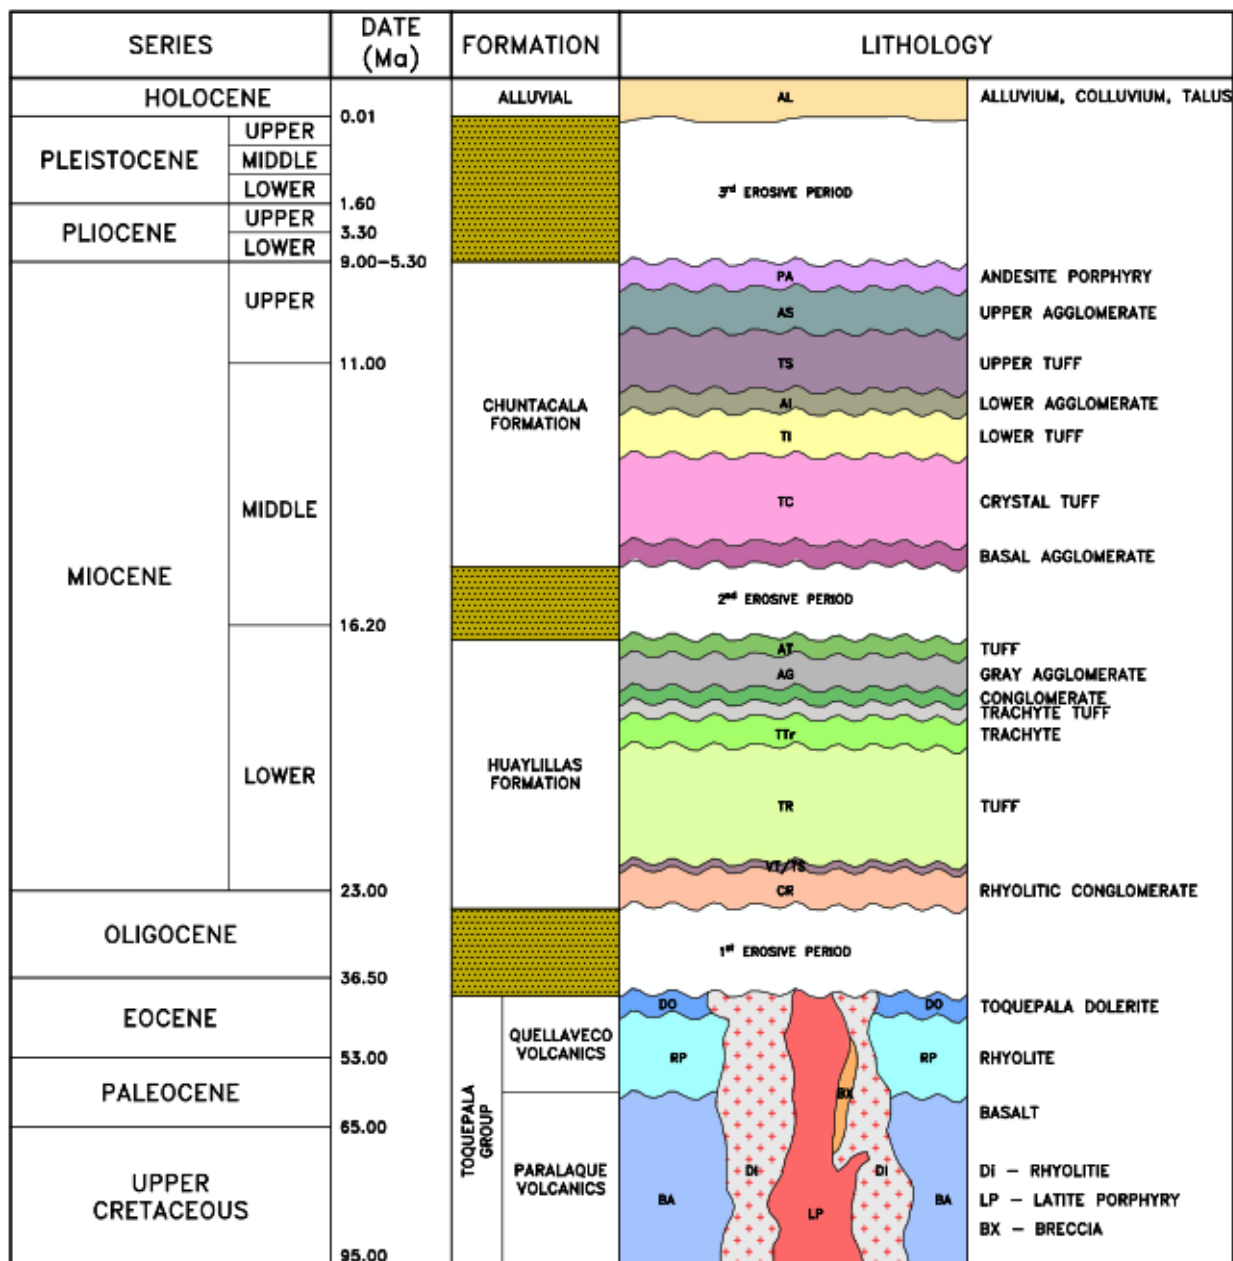 SERIES
DATE
(Ma)
FORMATION
LITHOLOGY
HOLOCENE
0.01
ALLUVIAL
AL
ALLUVIUM, COLLUVIUM, TALUS
PLEISTOCENE
UPPER
MIDDLE
LOWER
1.60
3rd EROSIVE PERIOD
PLIOCENE
UPPER
3.30
LOWER
9.00-5.30
MIOCENE
UPPER
11.00
MIDDLE
16.20
LOWER
23.00
CHUNTACALA
FORMATION
PA
ANDESITE PORPHYRY
AS
UPPER AGGLOMERATE
TS
UPPER TUFF
AI
LOWER AGGLOMERATE
TI
LOWER TUFF
TC
CRYSTAL TUFF
BASAL AGGLOMERATE
2nd EROSIVE PERIOD
HUAYLILLAS
FORMATION
AT
TUFF
AG
GRAY AGGLOMERATE
CONGLOMERATE
TRACHYTE TUFF
TTr
TRACHYTE
TR
TUFF
VT/TS
CR
RHYOLITIC CONGLOMERATE
OLIGOCENE
36.50
1st EROSIVE PERIOD
EOCENE
53.00
PALEOCENE
65.00
UPPER
CRETACEOUS
95.00
TOQUEPALA
GROUP
QUELLAVECO
VOLCANICS
PARALAQUE
VOLCANICS
DO
DO
TOQUEPALA DOLERITE
RP
RP
RHYOLITE
BX
BASALT
DI
DI
DI - RHYOLITIE
BA
LP
BA
LP - LATITE PORPHYRY
BX - BRECCIA